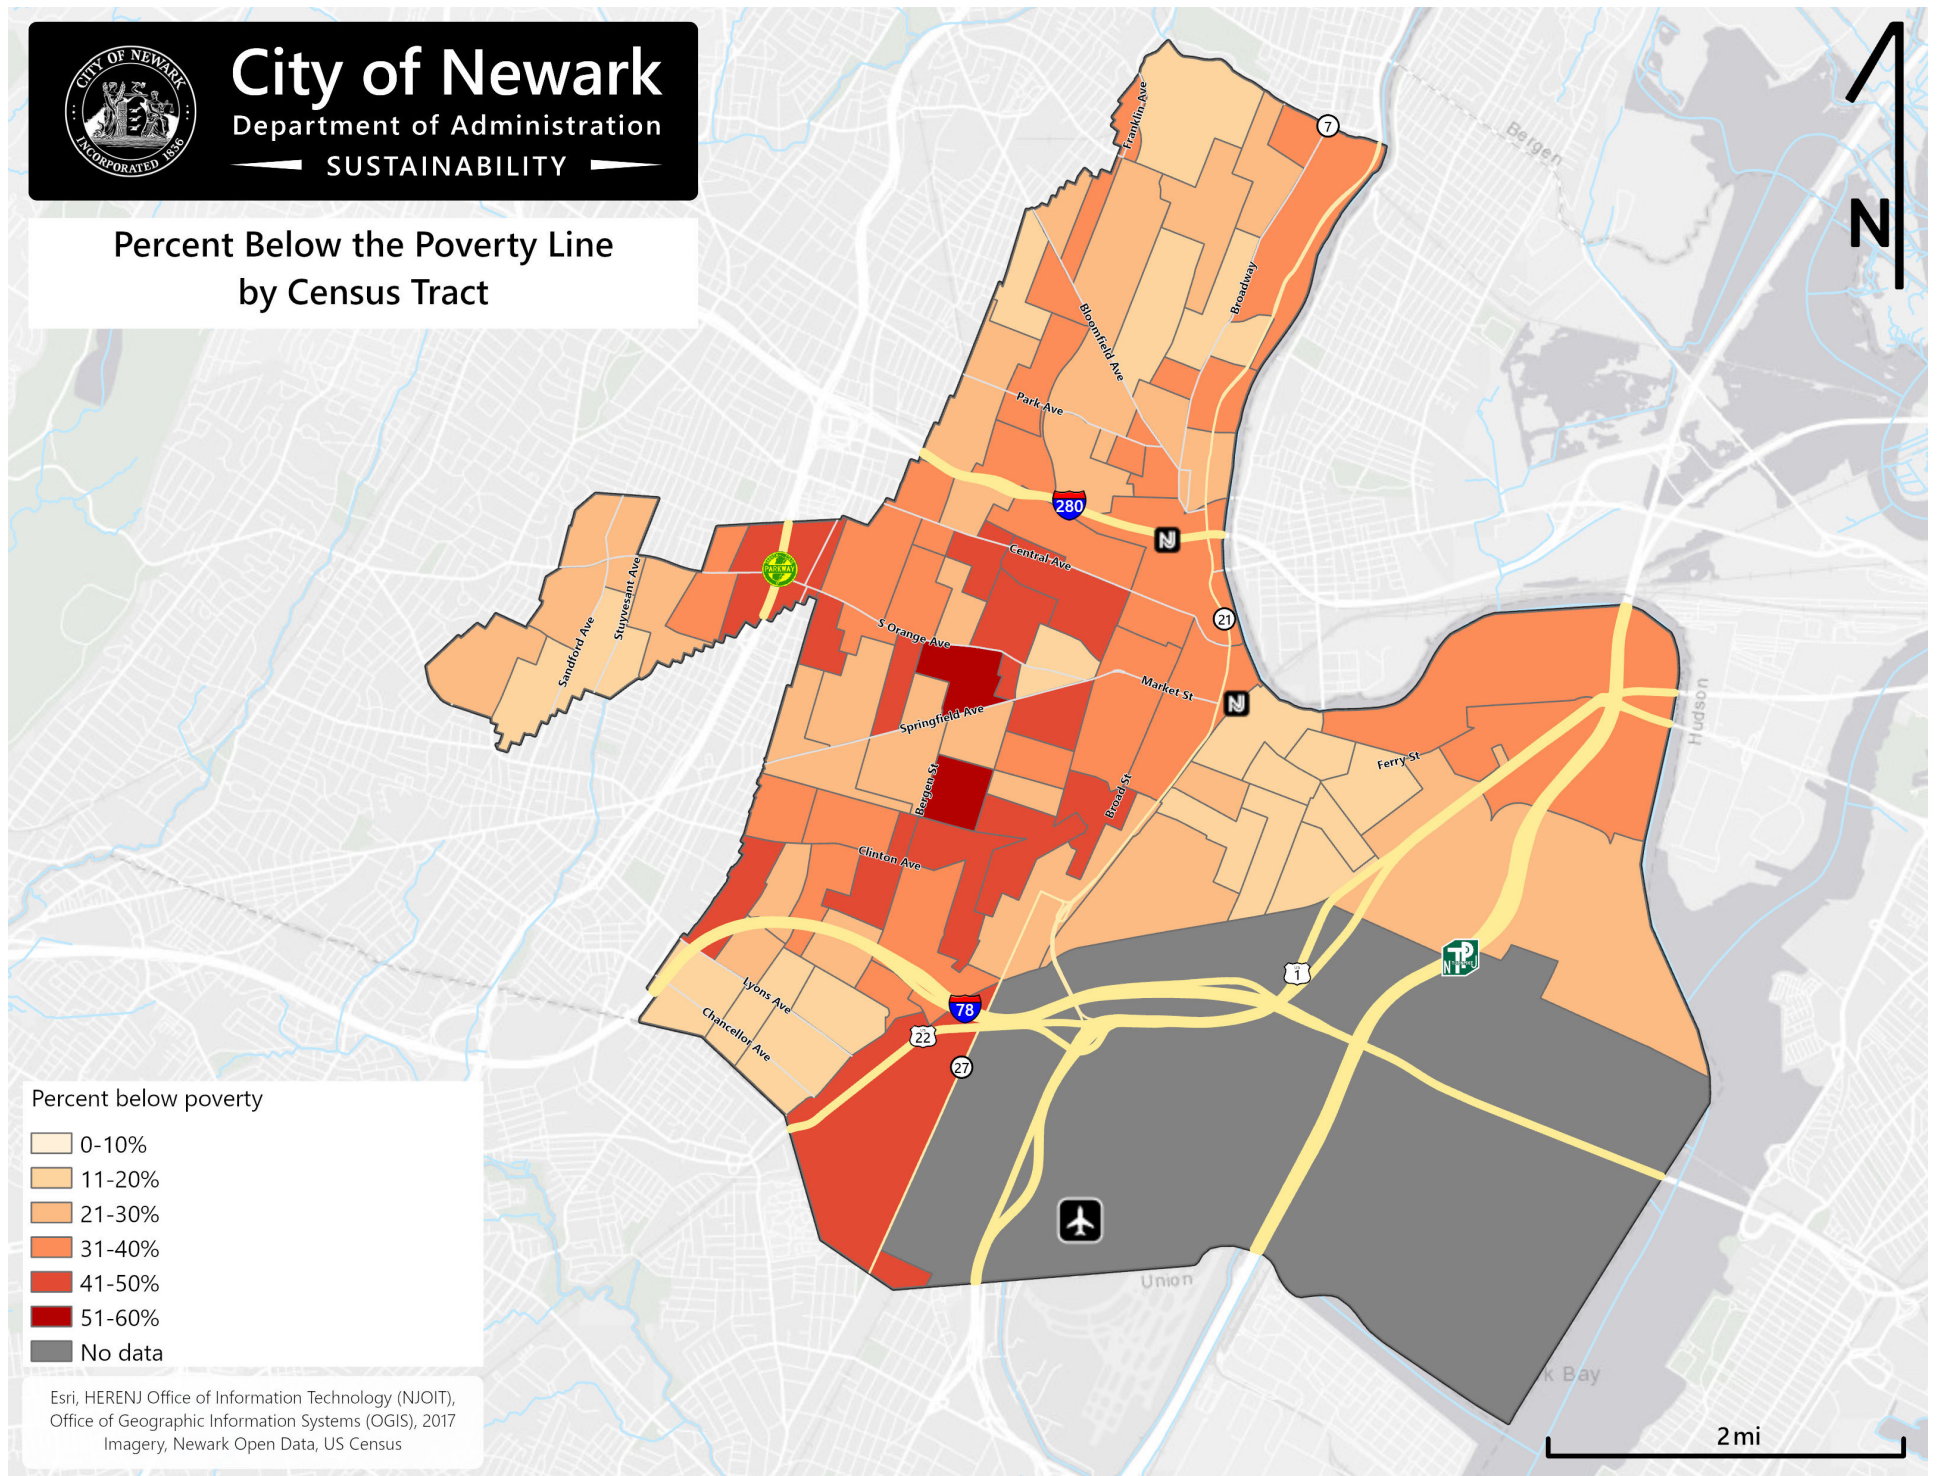 CITY OF NEWARK
INCORPORATED 1836
City of Newark
Department of Administration
SUSTAINABILITY
Percent Below the Poverty Line
by Census Tract
N
Bergen
7
Franklin Ave
Broadway
Bloomfield Ave
Park Ave
280
N
Central Ave
PARKWAY
Stuyvesant Ave
Sandford Ave
S Orange Ave
21
Market St
N
Springfield Ave
Hudson
Ferry St
Bergen St
Broad St
Clinton Ave
NTPJ
1
Lyons Ave
Chancellor Ave
78
22
27
Union
k Bay
Percent below poverty
0-10%
11-20%
21-30%
31-40%
41-50%
51-60%
No data
Esri, HERENJ Office of Information Technology (NJOIT),
Office of Geographic Information Systems (OGIS), 2017
Imagery, Newark Open Data, US Census
2 mi